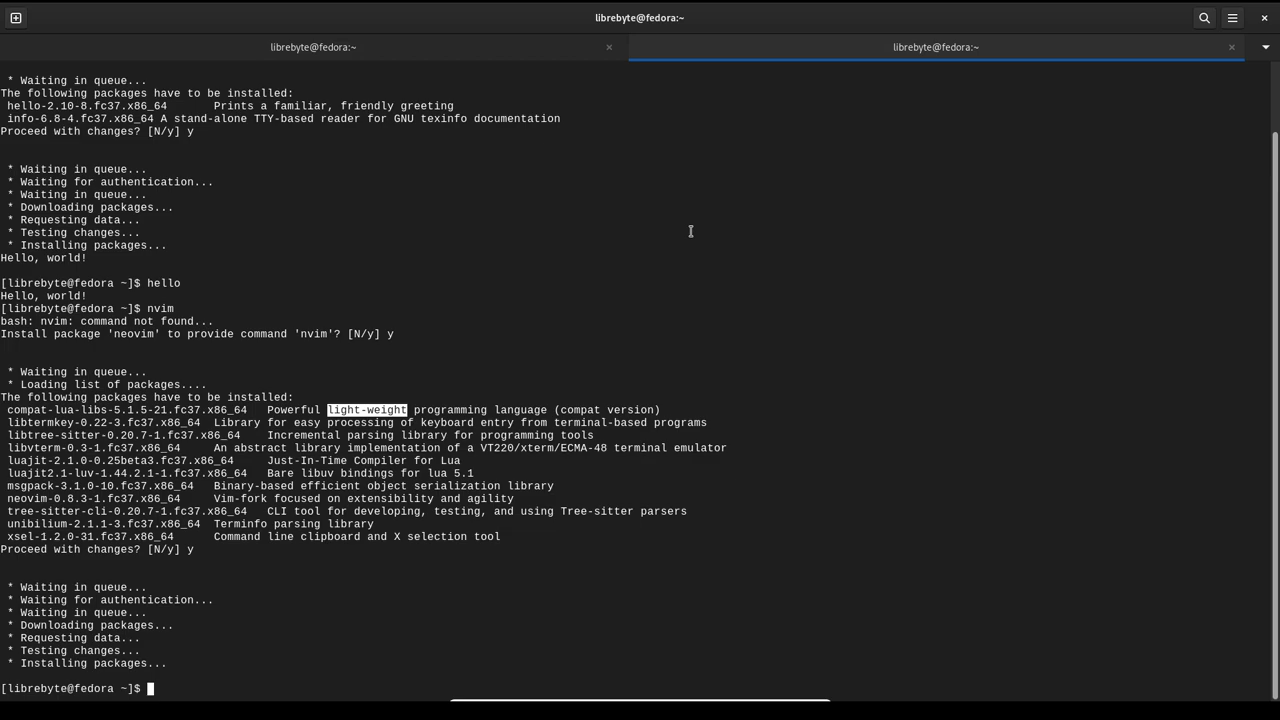 librebyte@fedora:~
librebyte@fedora:~
librebyte@fedora:~
* Waiting in queue...
The following packages have to be installed:
hello-2.10-8.fc37.x86_64       Prints a familiar, friendly greeting
info-6.8-4.fc37.x86_64 A stand-alone TTY-based reader for GNU texinfo documentation
Proceed with changes? [N/y] y
* Waiting in queue...
* Waiting for authentication...
* Waiting in queue...
* Downloading packages...
* Requesting data...
* Testing changes...
* Installing packages...
Hello, world!
[librebyte@fedora ~]$ hello
Hello, world!
[librebyte@fedora ~]$ nvim
bash: nvim: command not found...
Install package 'neovim' to provide command 'nvim'? [N/y] y
* Waiting in queue...
* Loading list of packages....
The following packages have to be installed:
compat-lua-libs-5.1.5-21.fc37.x86_64   Powerful light-weight programming language (compat version)
libtermkey-0.22-3.fc37.x86_64  Library for easy processing of keyboard entry from terminal-based programs
libtree-sitter-0.20.7-1.fc37.x86_64    Incremental parsing library for programming tools
libvterm-0.3-1.fc37.x86_64     An abstract library implementation of a VT220/xterm/ECMA-48 terminal emulator
luajit-2.1.0-0.25beta3.fc37.x86_64     Just-In-Time Compiler for Lua
luajit2.1-luv-1.44.2.1-1.fc37.x86_64   Bare libuv bindings for lua 5.1
msgpack-3.1.0-10.fc37.x86_64   Binary-based efficient object serialization library
neovim-0.8.3-1.fc37.x86_64     Vim-fork focused on extensibility and agility
tree-sitter-cli-0.20.7-1.fc37.x86_64   CLI tool for developing, testing, and using Tree-sitter parsers
unibilium-2.1.1-3.fc37.x86_64  Terminfo parsing library
xsel-1.2.0-31.fc37.x86_64      Command line clipboard and X selection tool
Proceed with changes? [N/y] y
* Waiting in queue...
* Waiting for authentication...
* Waiting in queue...
* Downloading packages...
* Requesting data...
* Testing changes...
* Installing packages...
[librebyte@fedora ~]$